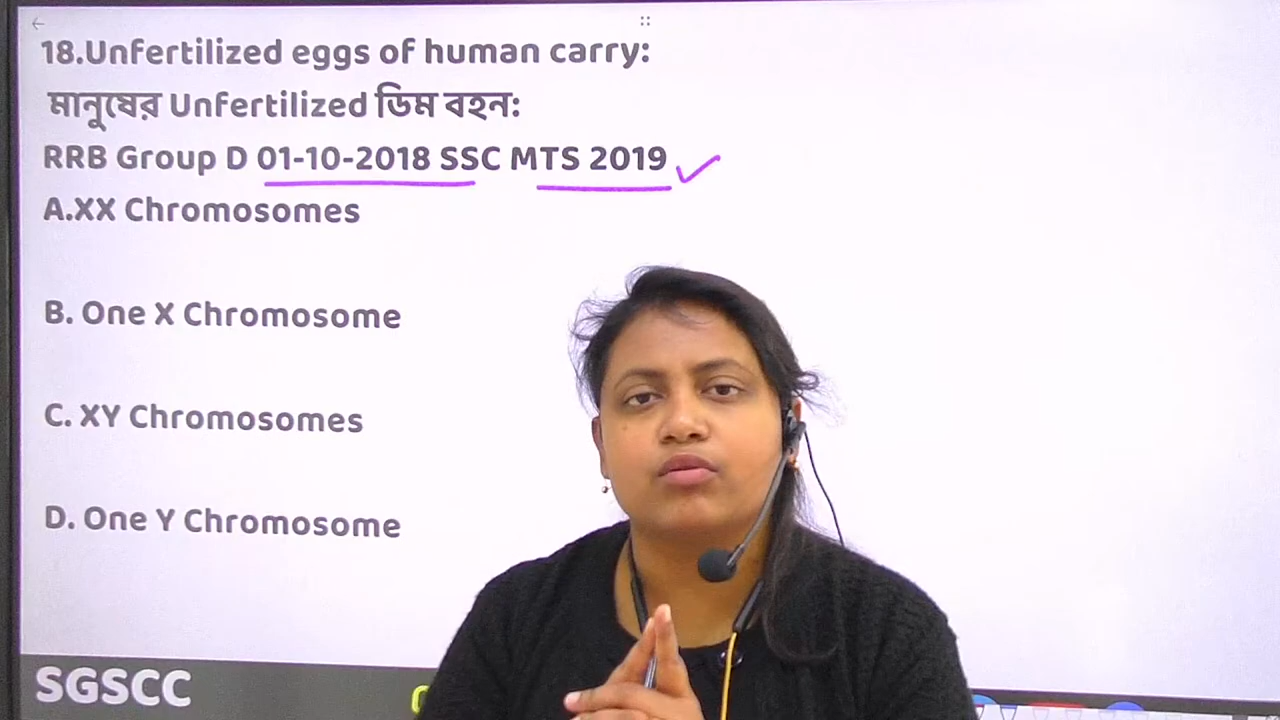 18.Unfertilized eggs of human carry:
মানুষের Unfertilized ডিম বহন:
RRB Group D 01-10-2018 SSC MTS 2019
A.XX Chromosomes
B. One X Chromosome
C. XY Chromosomes
D. One Y Chromosome
SGSCC